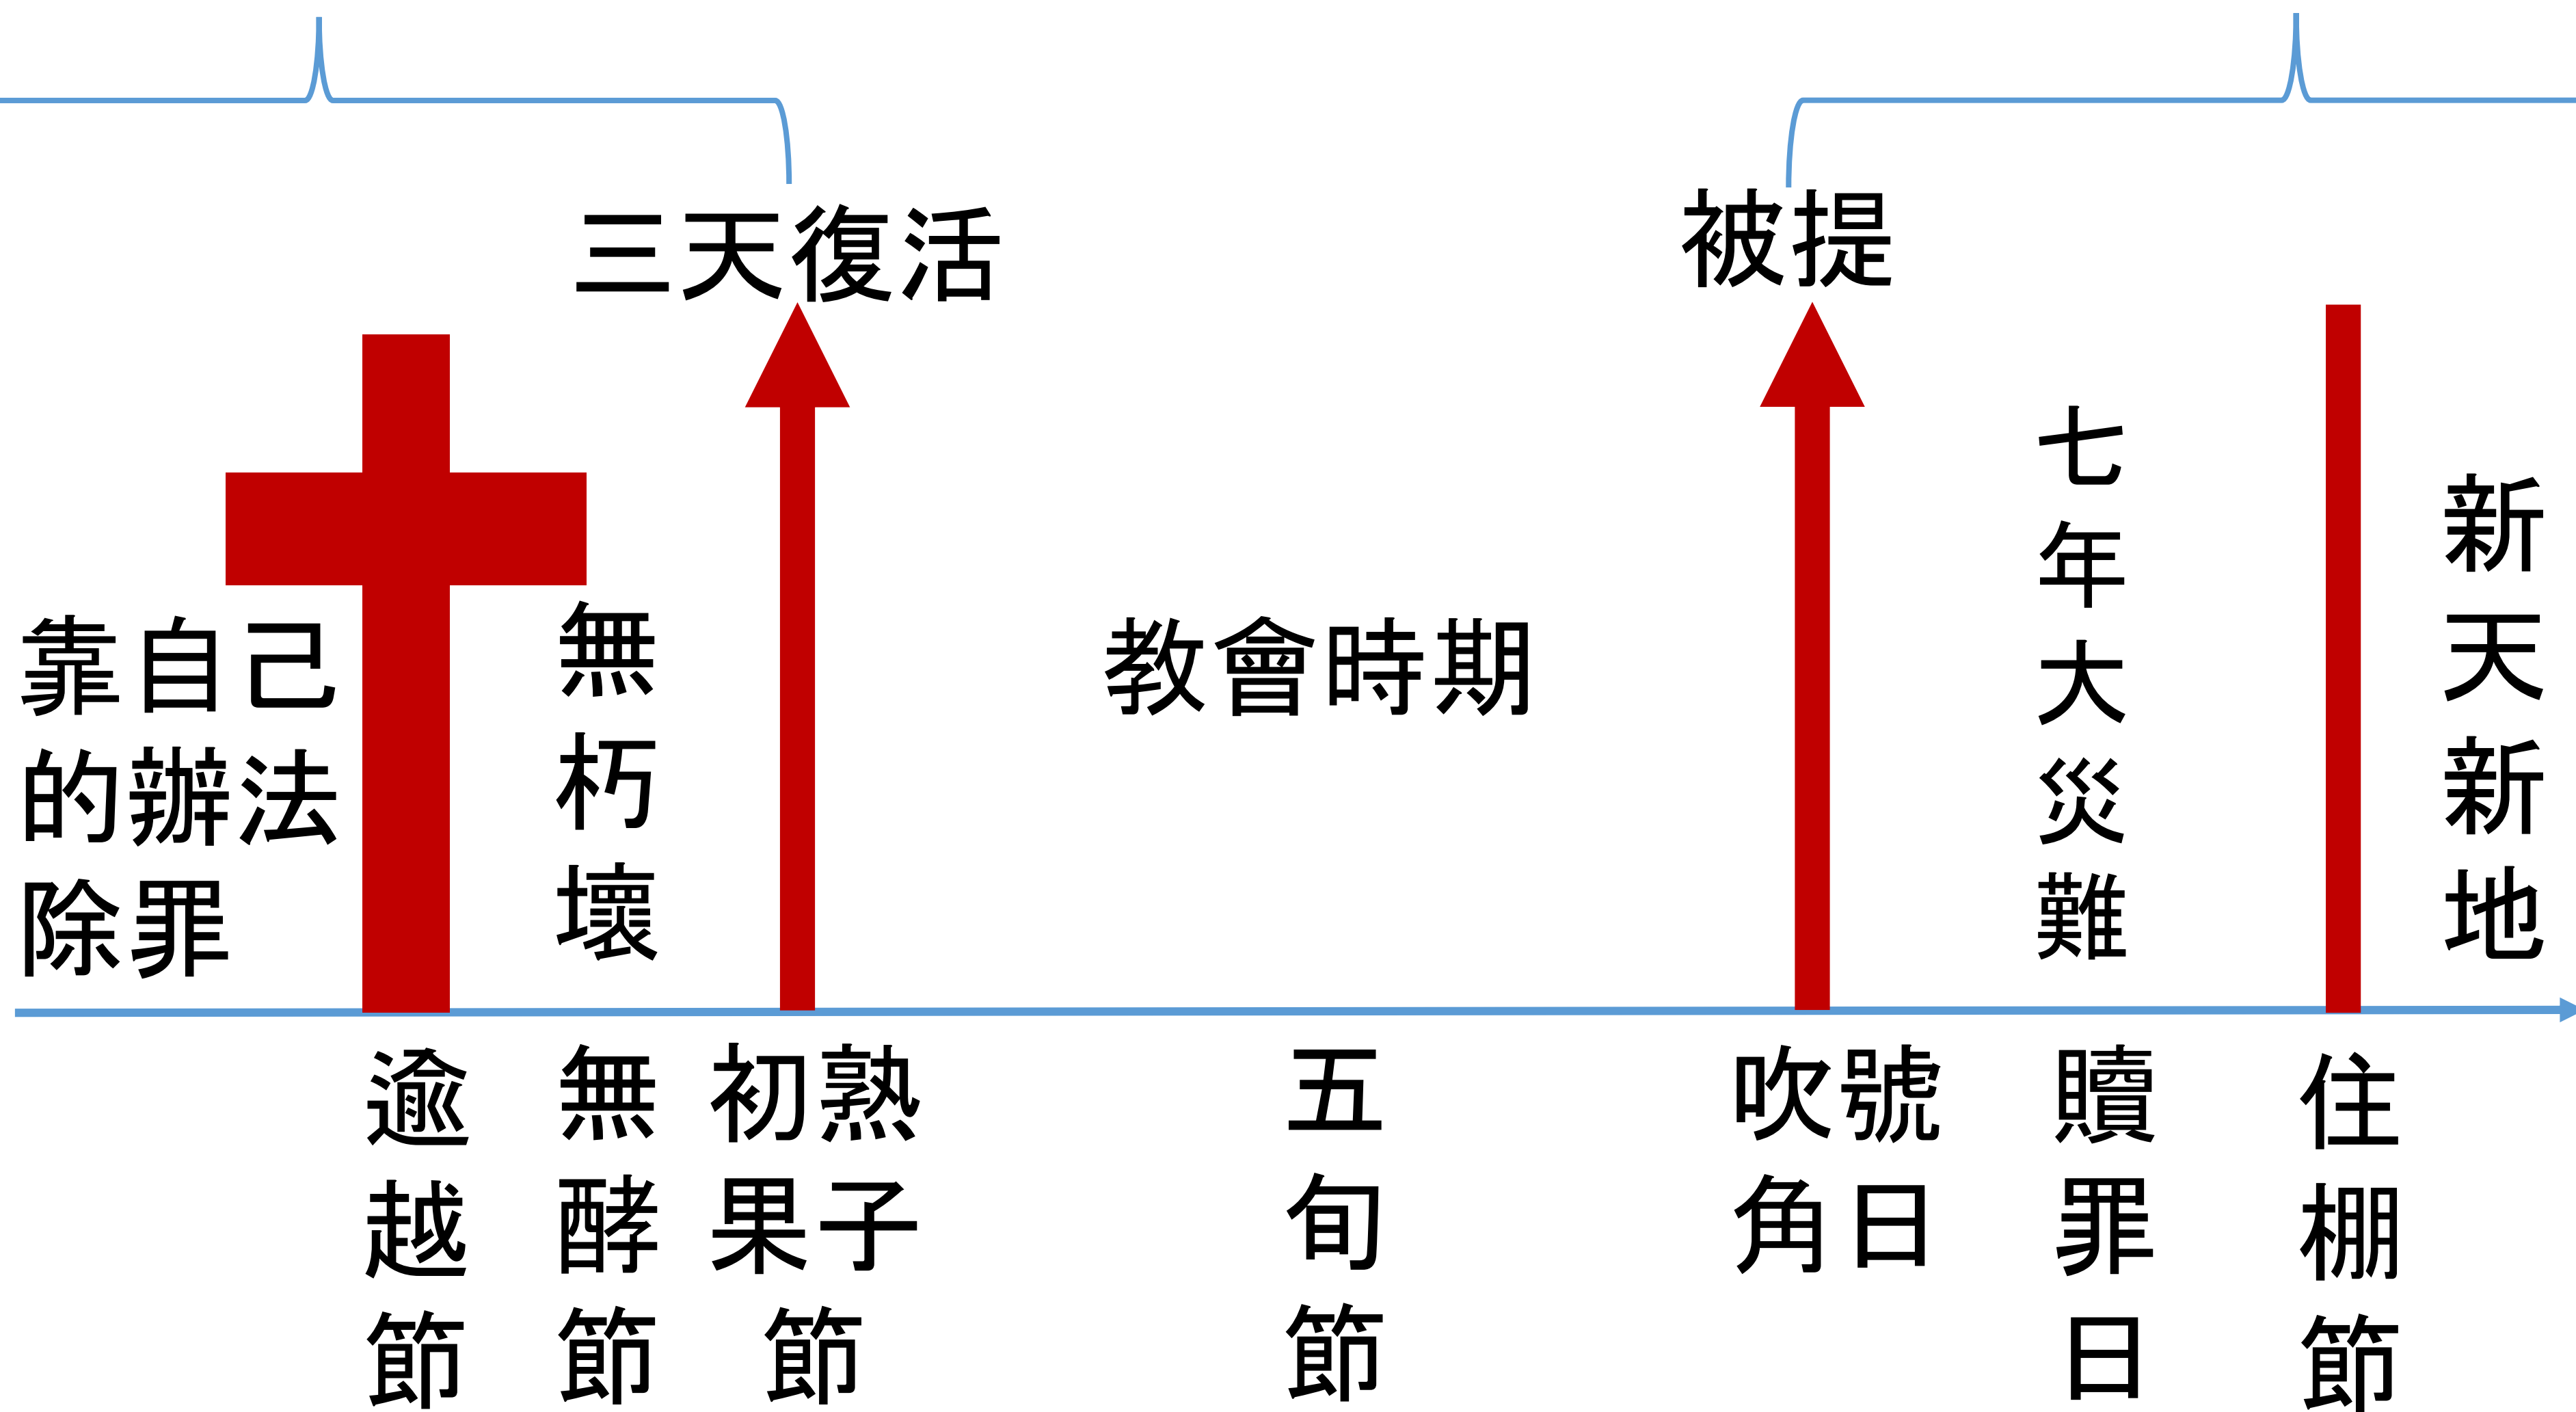 三天復活
被提
靠自己
的辦法
除罪
無朽壞
教會時期
七年大災難
新天新地
逾越節
無酵節
初熟
果子
節
五旬節
吹號
角日
贖罪日
住棚節